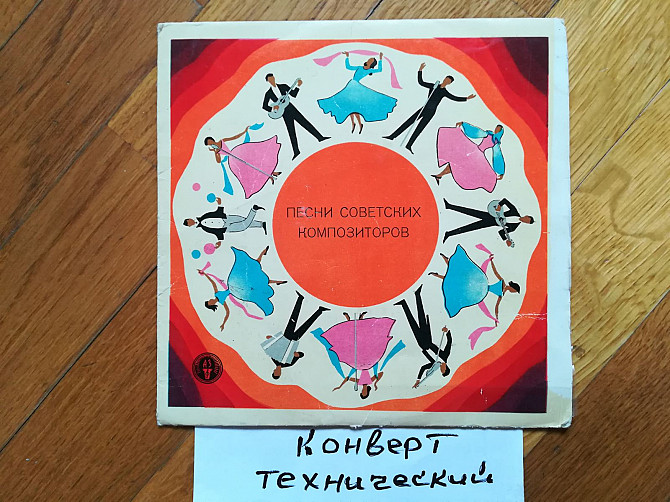 ПЕСНИ СОВЕТСКИХ
КОМПОЗИТОРОВ
Конверт
технический